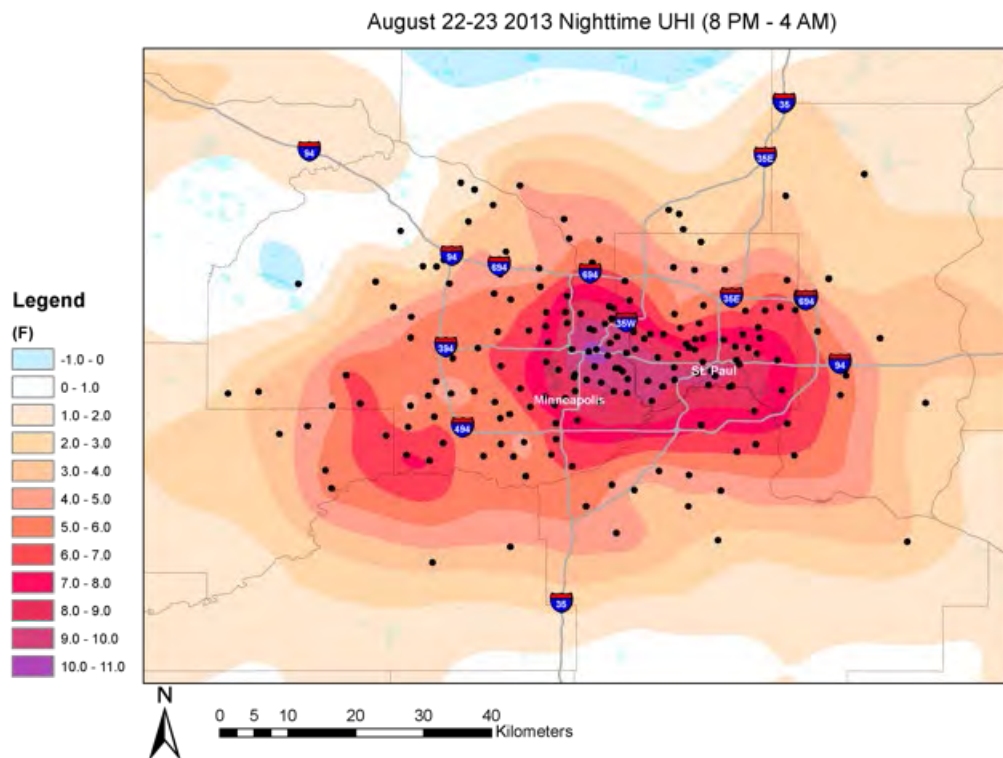 August 22-23 2013 Nighttime UHI (8 PM - 4 AM)
35
94
35E
94
694
694
35E
694
35W
394
94
St. Paul
Minneapolis
494
35
Legend
(F)
-1.0 - 0
0 - 1.0
1.0 - 2.0
2.0 - 3.0
3.0 - 4.0
4.0 - 5.0
5.0 - 6.0
6.0 - 7.0
7.0 - 8.0
8.0 - 9.0
9.0 - 10.0
10.0 - 11.0
N
0 5 10 20 30 40
Kilometers